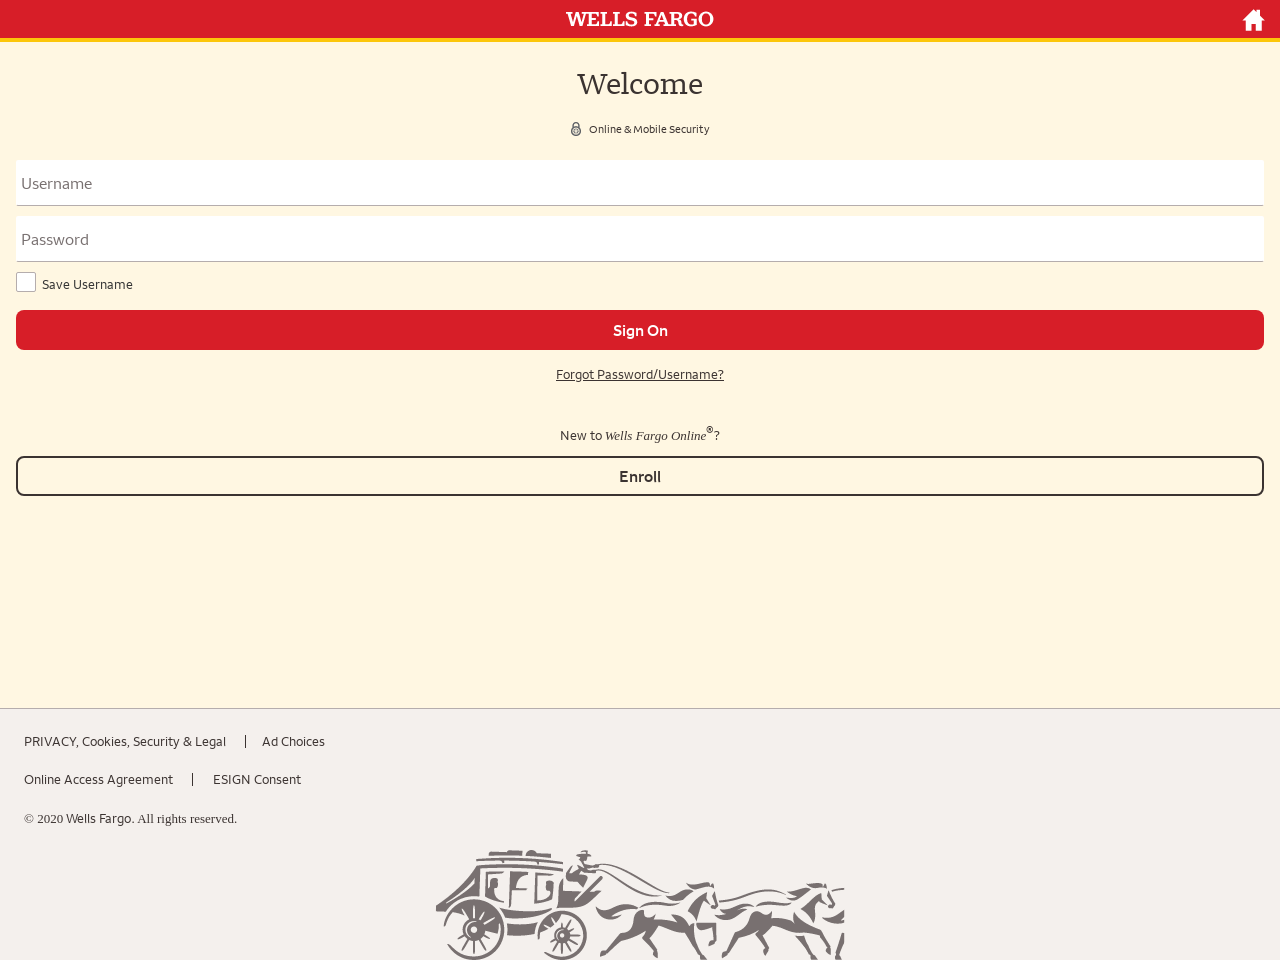 WELLS FARGO
Welcome
Online & Mobile Security
Username
Password
Save Username
Sign On
Forgot Password/Username?
New to Wells Fargo Online®?
Enroll
PRIVACY, Cookies, Security & Legal
Ad Choices
Online Access Agreement
ESIGN Consent
© 2020 Wells Fargo. All rights reserved.